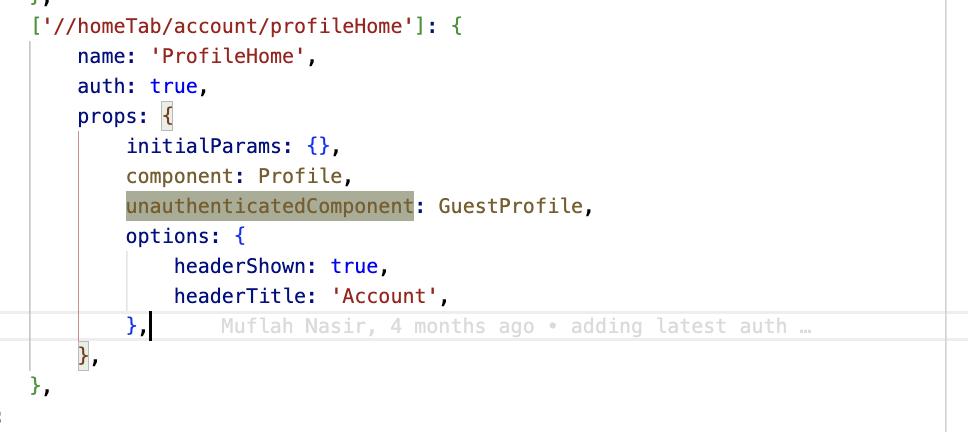 },
['//homeTab/account/profileHome']: {
name: 'ProfileHome',
auth: true,
props: {
initialParams: {},
component: Profile,
unauthenticatedComponent: GuestProfile,
options: {
headerShown: true,
headerTitle: 'Account',
}, Muflah Nasir, 4 months ago • adding latest auth …
},
},